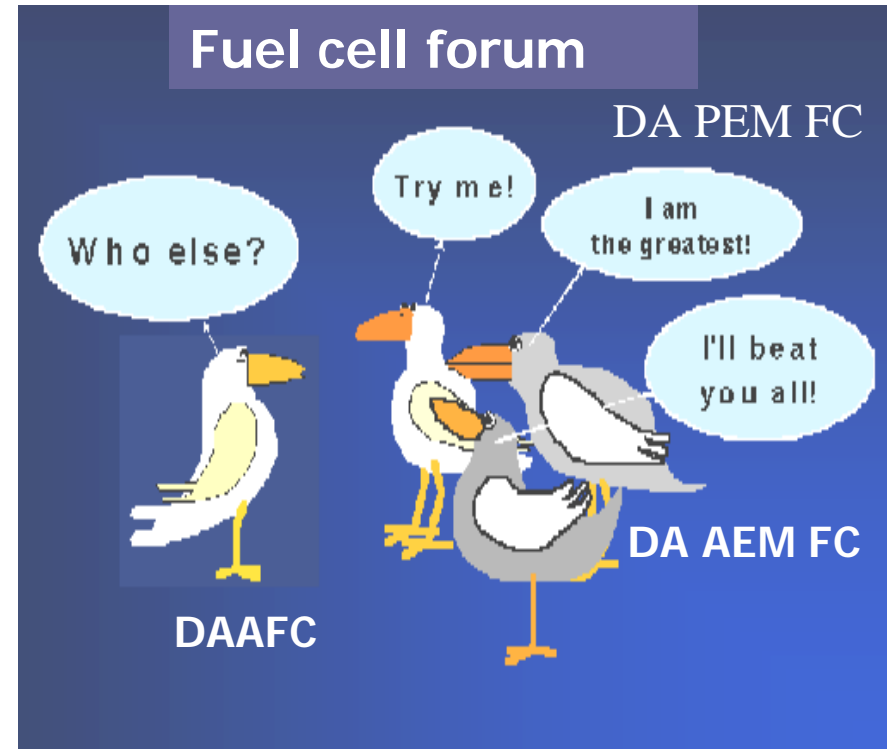 Fuel cell forum
DA PEM FC
Try me!
I am
the greatest!
Who else?
I'll beat
you all!
DA AEM FC
DAAFC